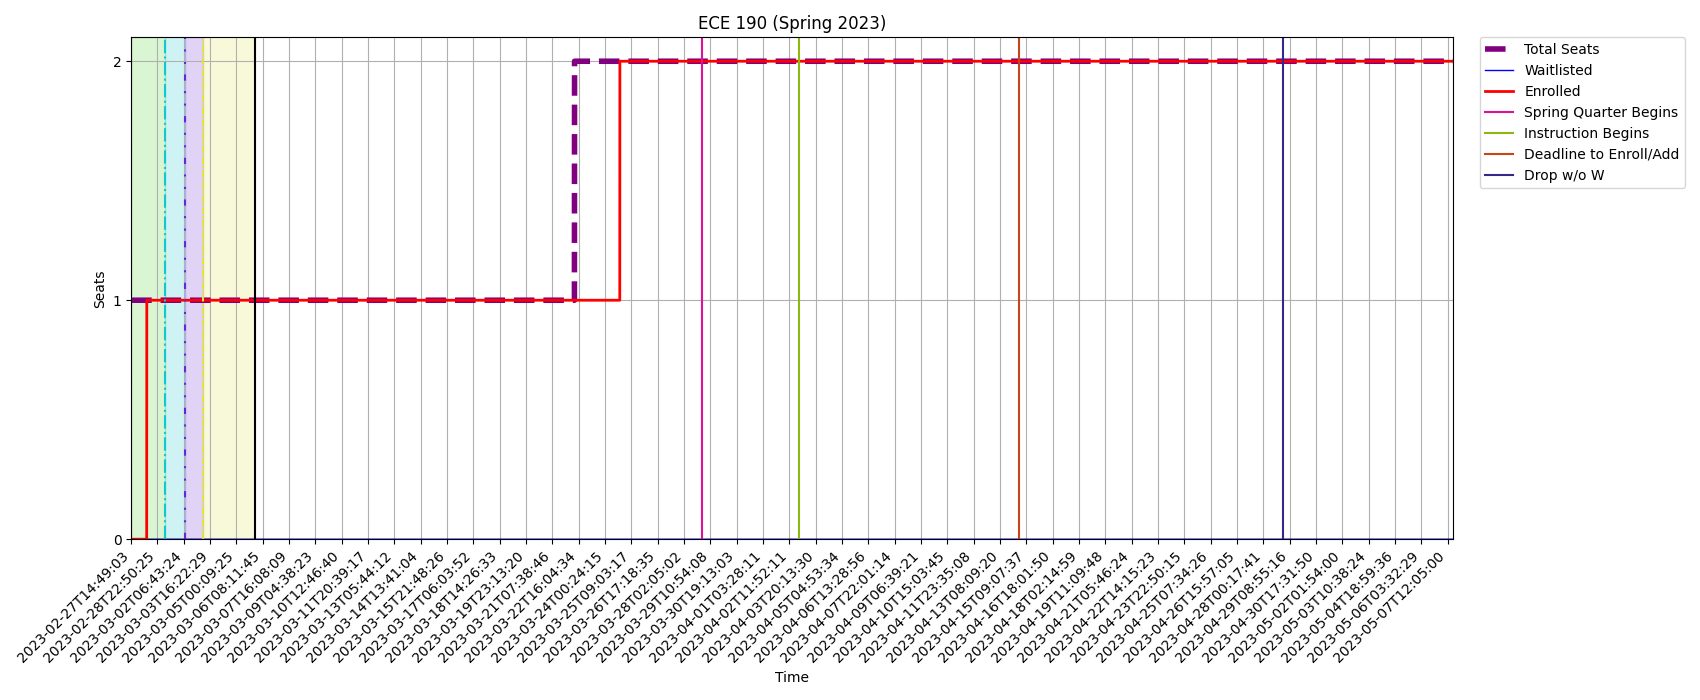 ECE 190 (Spring 2023)
Seats
2
1
0
2023-02-27T14:49:03
2023-02-28T22:50:25
2023-03-02T06:43:24
2023-03-03T16:22:29
2023-03-05T00:09:25
2023-03-06T08:11:45
2023-03-07T16:08:09
2023-03-09T04:38:23
2023-03-10T12:46:40
2023-03-11T20:39:17
2023-03-13T05:44:12
2023-03-14T13:41:04
2023-03-15T21:48:26
2023-03-17T06:03:52
2023-03-18T14:26:33
2023-03-19T23:13:20
2023-03-21T07:38:46
2023-03-22T16:04:34
2023-03-24T00:24:15
2023-03-25T09:03:17
2023-03-26T17:18:35
2023-03-28T02:05:02
2023-03-29T10:54:08
2023-03-30T19:13:03
2023-04-01T03:28:11
2023-04-02T11:52:11
2023-04-03T20:13:30
2023-04-05T04:53:34
2023-04-06T13:28:56
2023-04-07T22:01:14
2023-04-09T06:39:21
2023-04-10T15:03:45
2023-04-11T23:35:08
2023-04-13T08:09:20
2023-04-15T09:07:37
2023-04-16T18:01:50
2023-04-18T02:14:59
2023-04-19T11:09:48
2023-04-21T05:46:24
2023-04-22T14:15:23
2023-04-23T22:50:15
2023-04-25T07:34:26
2023-04-26T15:57:05
2023-04-28T00:17:41
2023-04-29T08:55:16
2023-04-30T17:31:50
2023-05-02T01:54:00
2023-05-03T10:38:24
2023-05-04T18:59:36
2023-05-06T03:32:29
2023-05-07T12:05:00
Time
Total Seats
Waitlisted
Enrolled
Spring Quarter Begins
Instruction Begins
Deadline to Enroll/Add
Drop w/o W